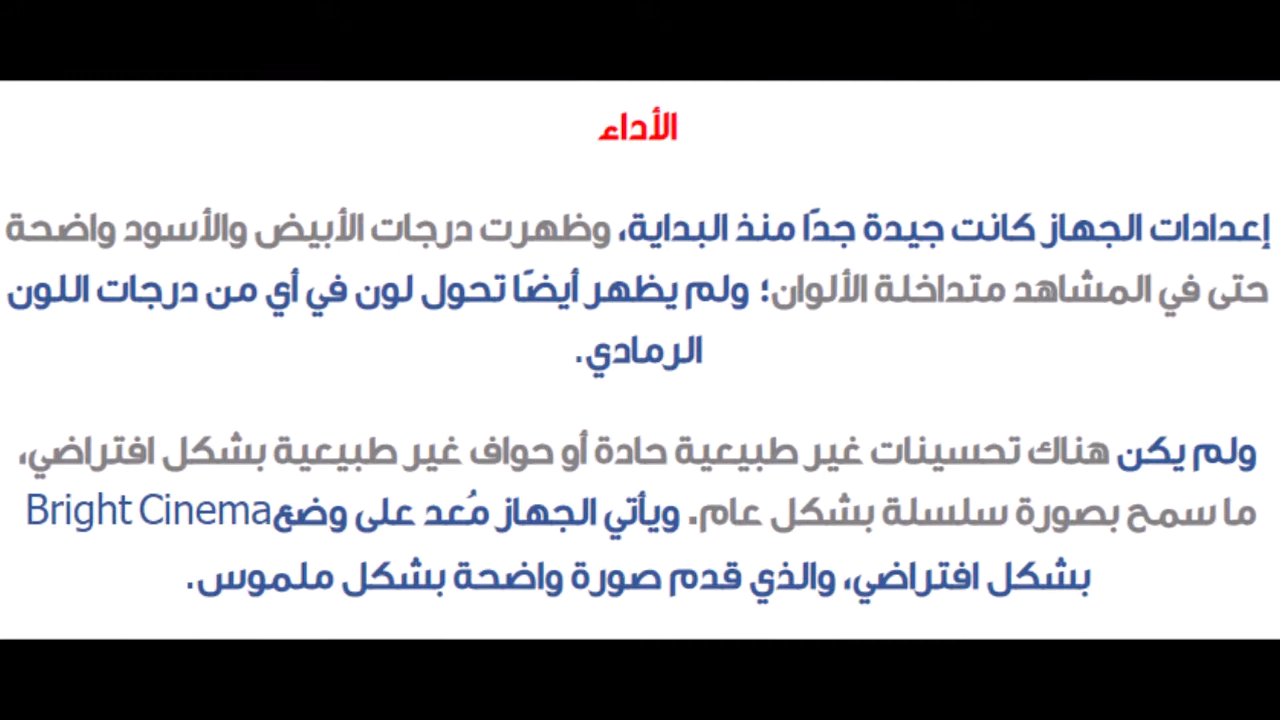 الأداء
إعدادات الجهاز كانت جيدة جدًا منذ البداية، وظهرت درجات الأبيض والأسود واضحة
حتى في المشاهد متداخلة الألوان؛ ولم يظهر أيضًا تحول لون في أي من درجات اللون
الرمادي.
ولم يكن هناك تحسينات غير طبيعية حادة أو حواف غير طبيعية بشكل افتراضي،
ما سمح بصورة سلسلة بشكل عام. ويأتي الجهاز مُعد على وضعBright Cinema
بشكل افتراضي، والذي قدم صورة واضحة بشكل ملموس.